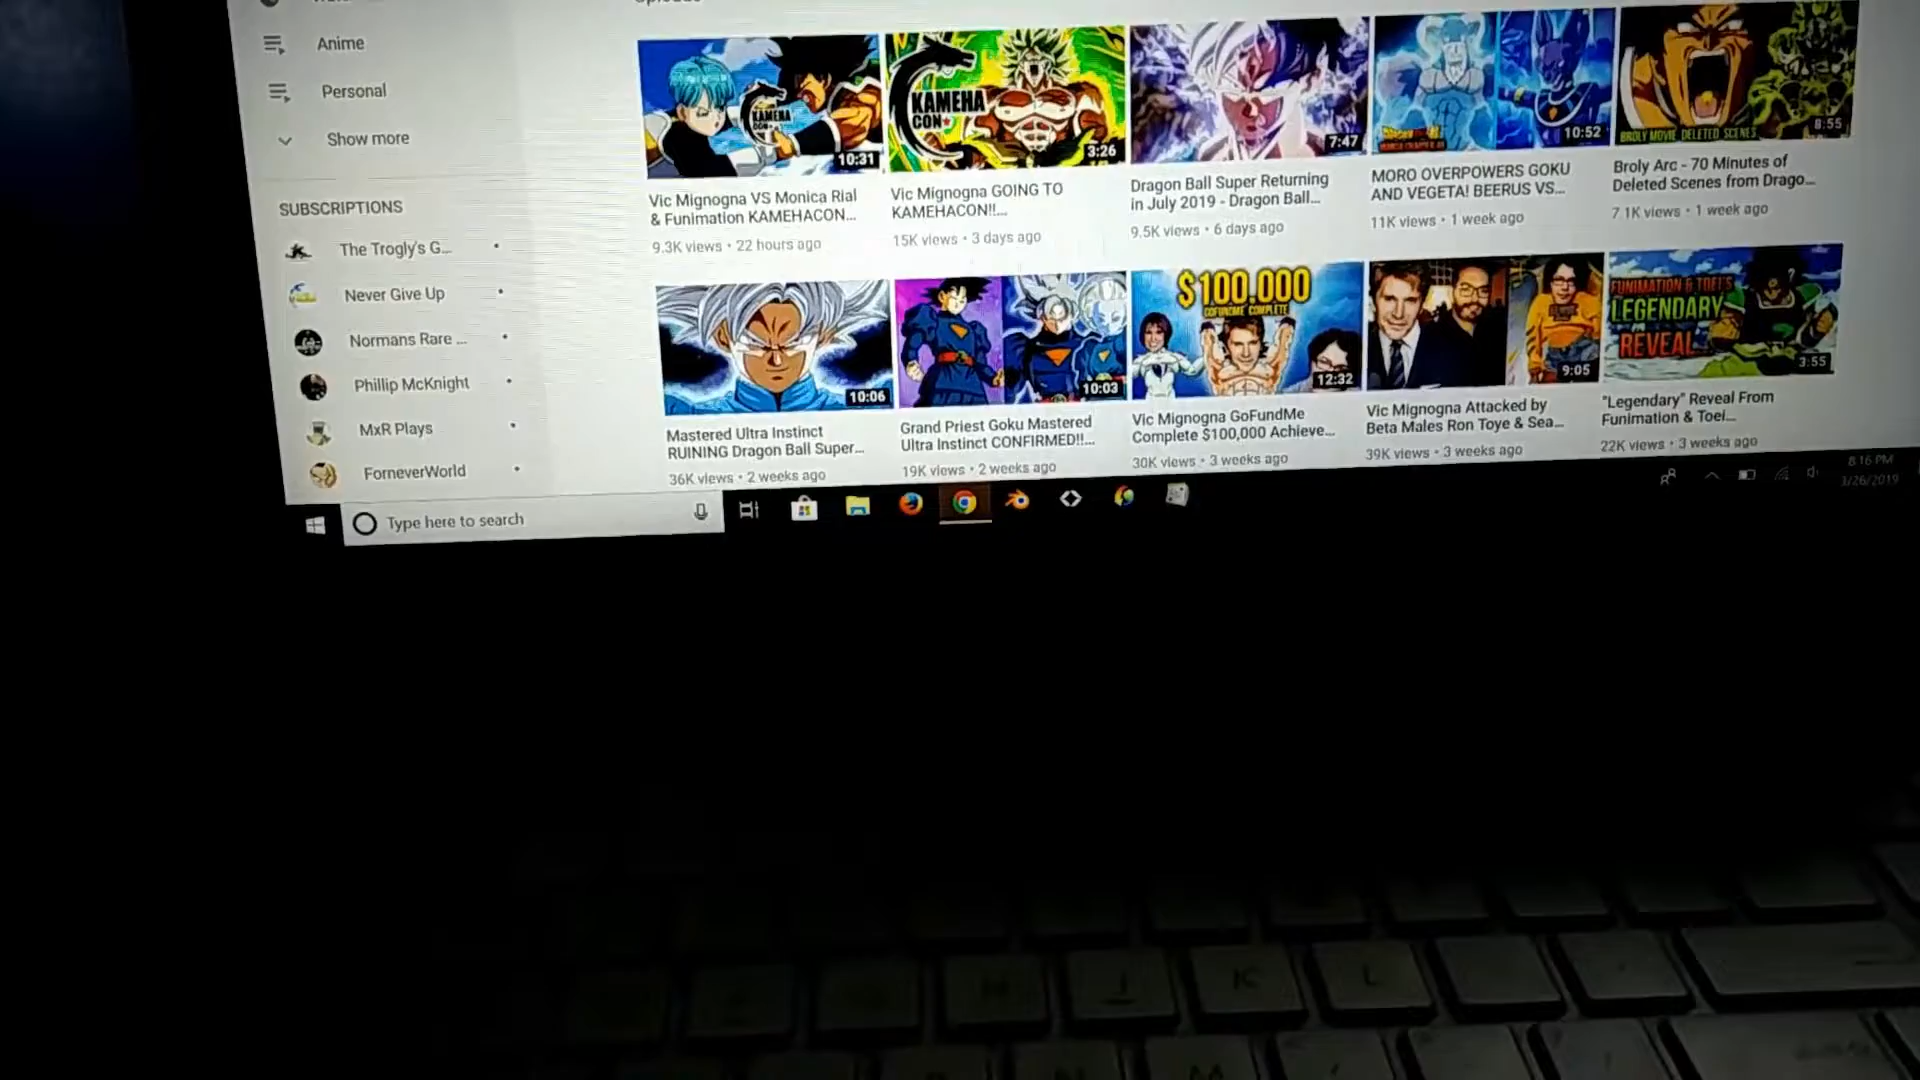 Anime
Personal
Show more
SUBSCRIPTIONS
The Trogly's G...
Never Give Up
Normans Rare ...
Phillip McKnight
MxR Plays
ForneverWorld
Uploads
KAMEHA
CON
10:31
KAMEHA
CON
3:26
7:47
10:52
BROLY MOVIE DELETED SCENES
8:55
Vic Mignogna VS Monica Rial
& Funimation KAMEHACON...
9.3K views • 22 hours ago
Vic Mignogna GOING TO
KAMEHACON!!...
15K views • 3 days ago
Dragon Ball Super Returning
in July 2019 - Dragon Ball...
9.5K views • 6 days ago
MORO OVERPOWERS GOKU
AND VEGETA! BEERUS VS...
11K views • 1 week ago
Broly Arc - 70 Minutes of
Deleted Scenes from Drago...
7.1K views • 1 week ago
10:06
10:03
$100,000
GOFUNDME COMPLETE
12:32
9:05
FUNIMATION & TOEI'S
LEGENDARY
REVEAL
3:55
Mastered Ultra Instinct
RUINING Dragon Ball Super...
36K views • 2 weeks ago
Grand Priest Goku Mastered
Ultra Instinct CONFIRMED!!...
19K views • 2 weeks ago
Vic Mignogna GoFundMe
Complete $100,000 Achieve...
30K views • 3 weeks ago
Vic Mignogna Attacked by
Beta Males Ron Toye & Sea...
39K views • 3 weeks ago
"Legendary" Reveal From
Funimation & Toei...
22K views • 3 weeks ago
Type here to search
8:16 PM
3/26/2019
H J K L
N M